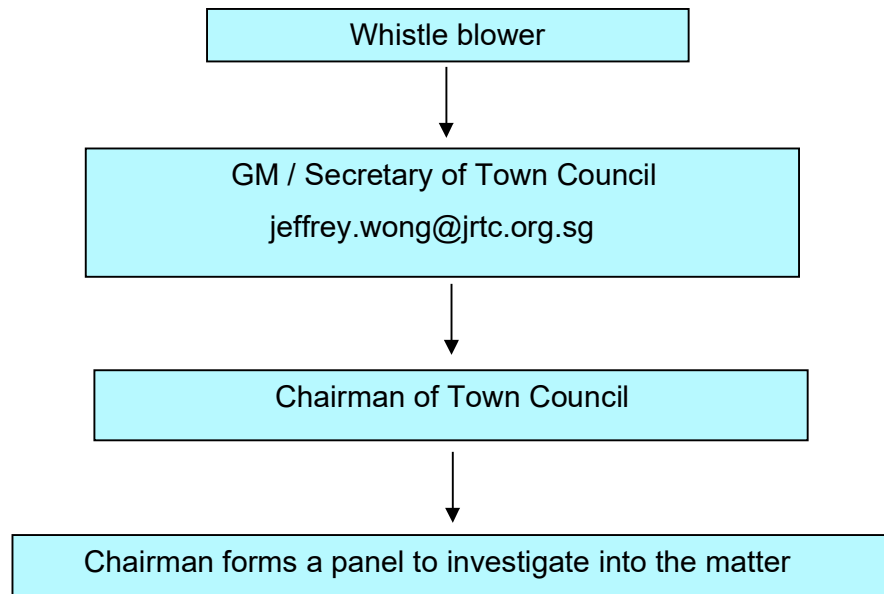 Whistle blower
GM / Secretary of Town Council
jeffrey.wong@jrtc.org.sg
Chairman of Town Council
Chairman forms a panel to investigate into the matter